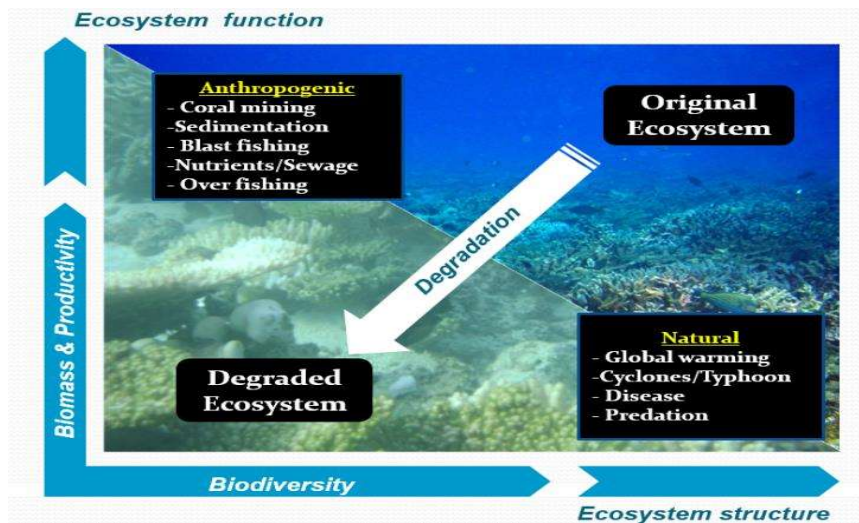 Ecosystem function
Anthropogenic
- Coral mining
-Sedimentation
- Blast fishing
-Nutrients/Sewage
- Over fishing
Original
Ecosystem
Degradation
Biomass & Productivity
Degraded
Ecosystem
Natural
- Global warming
-Cyclones/Typhoon
- Disease
- Predation
Biodiversity
Ecosystem structure